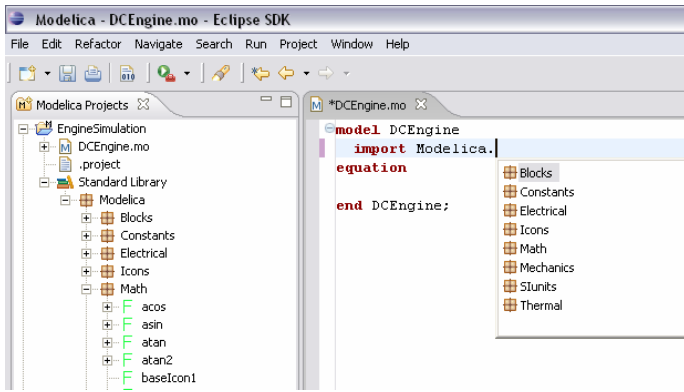 Modelica - DCEngine.mo - Eclipse SDK
File Edit Refactor Navigate Search Run Project Window Help
010
Modelica Projects
EngineSimulation
M DCEngine.mo
.project
Standard Library
Modelica
Blocks
Constants
Electrical
Icons
Math
F acos
F asin
F atan
F atan2
F baseIcon1
M *DCEngine.mo
model DCEngine
import Modelica.
equation
end DCEngine;
Blocks
Constants
Electrical
Icons
Math
Mechanics
SIunits
Thermal